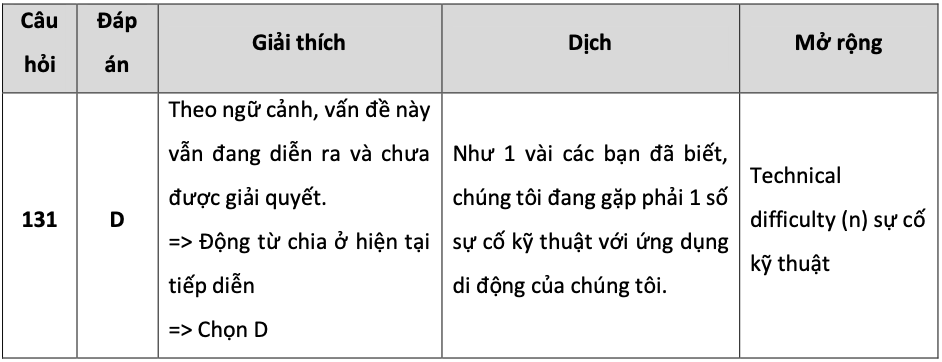 Câu hỏi
Đáp án
Giải thích
Dịch
Mở rộng
131
D
Theo ngữ cảnh, vấn đề này
vẫn đang diễn ra và chưa
được giải quyết.
=> Động từ chia ở hiện tại
tiếp diễn
=> Chọn D
Như 1 vài các bạn đã biết,
chúng tôi đang gặp phải 1 số
sự cố kỹ thuật với ứng dụng
di động của chúng tôi.
Technical
difficulty (n) sự cố
kỹ thuật